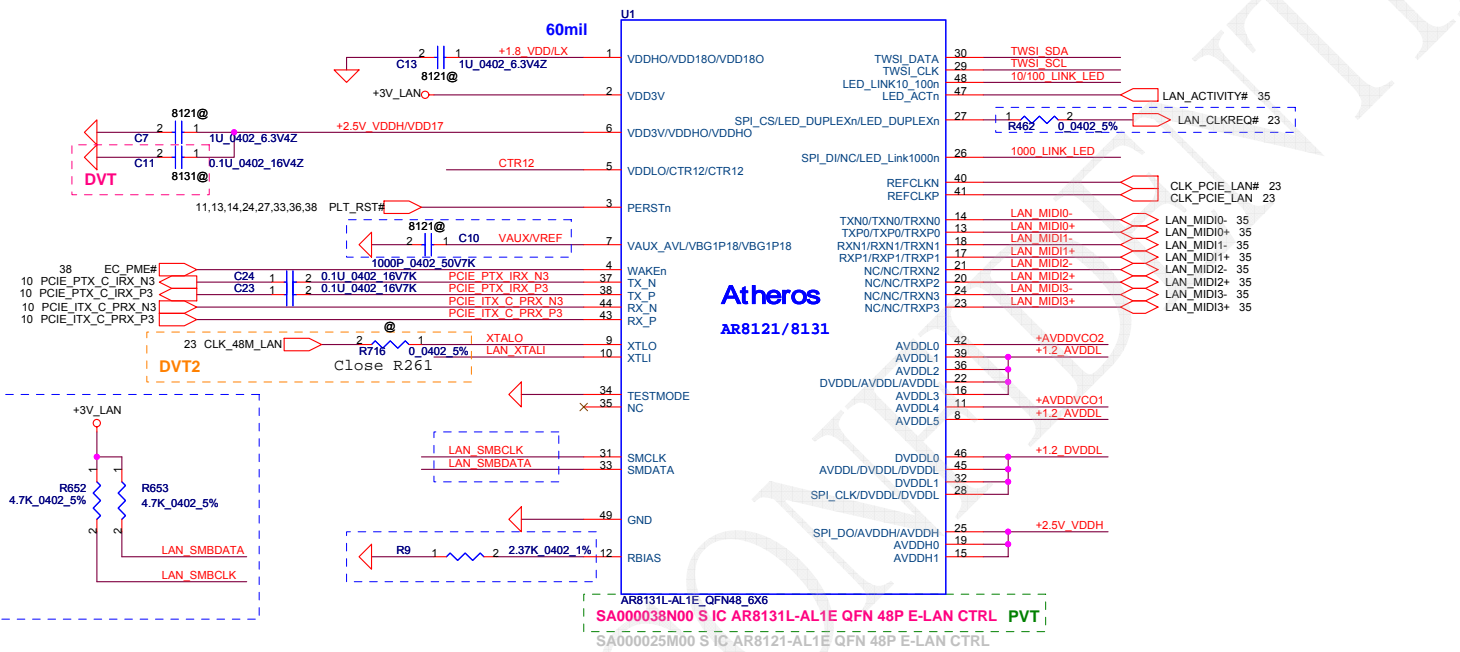 U1
60mil
2 C13 1 +1.8_VDD/LX 1 VDDHO/VDD18O/VDD18O
1U_0402_6.3V4Z
8121@
+3V_LAN 2 VDD3V
8121@
2 C7 1 +2.5V_VDDH/VDD17 6 VDD3V/VDDHO/VDDHO
1U_0402_6.3V4Z
2 C11 1 0.1U_0402_16V4Z
8131@
DVT
CTR12 5 VDDLO/CTR12/CTR12
11,13,14,24,27,33,36,38 PLT_RST# 3 PERSTn
8121@
2 1 C10 VAUX/VREF 7 VAUX_AVL/VBG1P18/VBG1P18
1000P_0402_50V7K
38 EC_PME# 4 WAKEn
10 PCIE_PTX_C_IRX_N3 C24 1 2 0.1U_0402_16V7K PCIE_PTX_IRX_N3 37 TX_N
10 PCIE_PTX_C_IRX_P3 C23 1 2 0.1U_0402_16V7K PCIE_PTX_IRX_P3 38 TX_P
10 PCIE_ITX_C_PRX_N3 PCIE_ITX_C_PRX_N3 44 RX_N
10 PCIE_ITX_C_PRX_P3 PCIE_ITX_C_PRX_P3 43 RX_P
@
23 CLK_48M_LAN 2 1 XTALO 9 XTLO
R716 0_0402_5% LAN_XTALI 10 XTLI
DVT2 Close R261
34 TESTMODE
35 NC
+3V_LAN
LAN_SMBCLK 31 SMCLK
LAN_SMBDATA 33 SMDATA
1 1
R652 R653
4.7K_0402_5% 4.7K_0402_5%
2 2
LAN_SMBDATA
LAN_SMBCLK
49 GND
R9 1 2 2.37K_0402_1% 12 RBIAS
Atheros
AR8121/8131
TWSI_DATA 30 TWSI_SDA
TWSI_CLK 29 TWSI_SCL
LED_LINK10_100n 48 10/100_LINK_LED
LED_ACTn 47 LAN_ACTIVITY# 35
SPI_CS/LED_DUPLEXn/LED_DUPLEXn 27 1 2 LAN_CLKREQ# 23
R462 0_0402_5%
SPI_DI/NC/LED_Link1000n 26 1000_LINK_LED
REFCLKN 40 CLK_PCIE_LAN# 23
REFCLKP 41 CLK_PCIE_LAN 23
TXN0/TXN0/TRXN0 14 LAN_MIDI0- LAN_MIDI0- 35
TXP0/TXP0/TRXP0 13 LAN_MIDI0+ LAN_MIDI0+ 35
RXN1/RXN1/TRXN1 18 LAN_MIDI1- LAN_MIDI1- 35
RXP1/RXP1/TRXP1 17 LAN_MIDI1+ LAN_MIDI1+ 35
NC/NC/TRXN2 21 LAN_MIDI2- LAN_MIDI2- 35
NC/NC/TRXP2 20 LAN_MIDI2+ LAN_MIDI2+ 35
NC/NC/TRXN3 24 LAN_MIDI3- LAN_MIDI3- 35
NC/NC/TRXP3 23 LAN_MIDI3+ LAN_MIDI3+ 35
AVDDL0 42 +AVDDVCO2
AVDDL1 39 +1.2_AVDDL
AVDDL2 36
DVDDL/AVDDL/AVDDL 22
AVDDL3 16
AVDDL4 11 +AVDDVCO1
AVDDL5 8 +1.2_AVDDL
DVDDL0 46 +1.2_DVDDL
AVDDL/DVDDL/DVDDL 45
DVDDL1 32
SPI_CLK/DVDDL/DVDDL 28
SPI_DO/AVDDH/AVDDH 25 +2.5V_VDDH
AVDDH0 19
AVDDH1 15
AR8131L-AL1E_QFN48_6X6
SA000038N00 S IC AR8131L-AL1E QFN 48P E-LAN CTRL PVT
SA000025M00 S IC AR8121-AL1E QFN 48P E-LAN CTRL